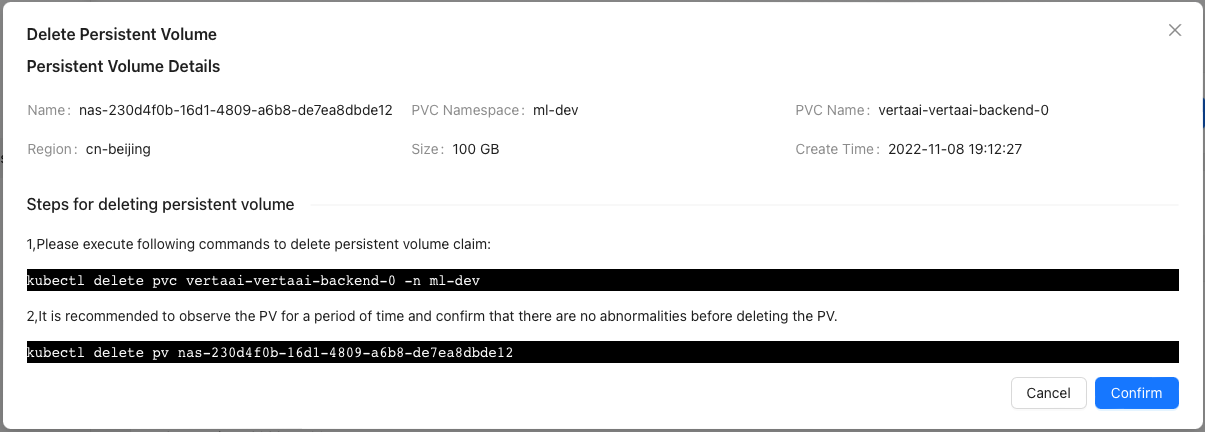 Delete Persistent Volume
Persistent Volume Details
Name: nas-230d4f0b-16d1-4809-a6b8-de7ea8dbde12 PVC Namespace: ml-dev PVC Name: vertaai-vertaai-backend-0
Region: cn-beijing Size: 100 GB Create Time: 2022-11-08 19:12:27
Steps for deleting persistent volume
1,Please execute following commands to delete persistent volume claim:
kubectl delete pvc vertaai-vertaai-backend-0 -n ml-dev
2,It is recommended to observe the PV for a period of time and confirm that there are no abnormalities before deleting the PV.
kubectl delete pv nas-230d4f0b-16d1-4809-a6b8-de7ea8dbde12
Cancel Confirm